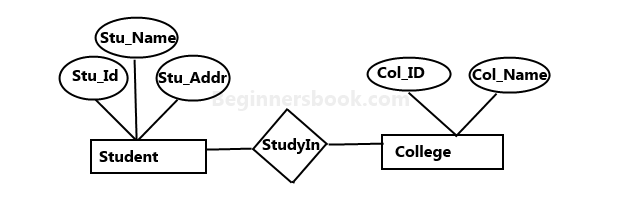 Stu_Name
Stu_Id
Stu_Addr
Col_ID
Col_Name
Beginnersbook.com
Student
StudyIn
College